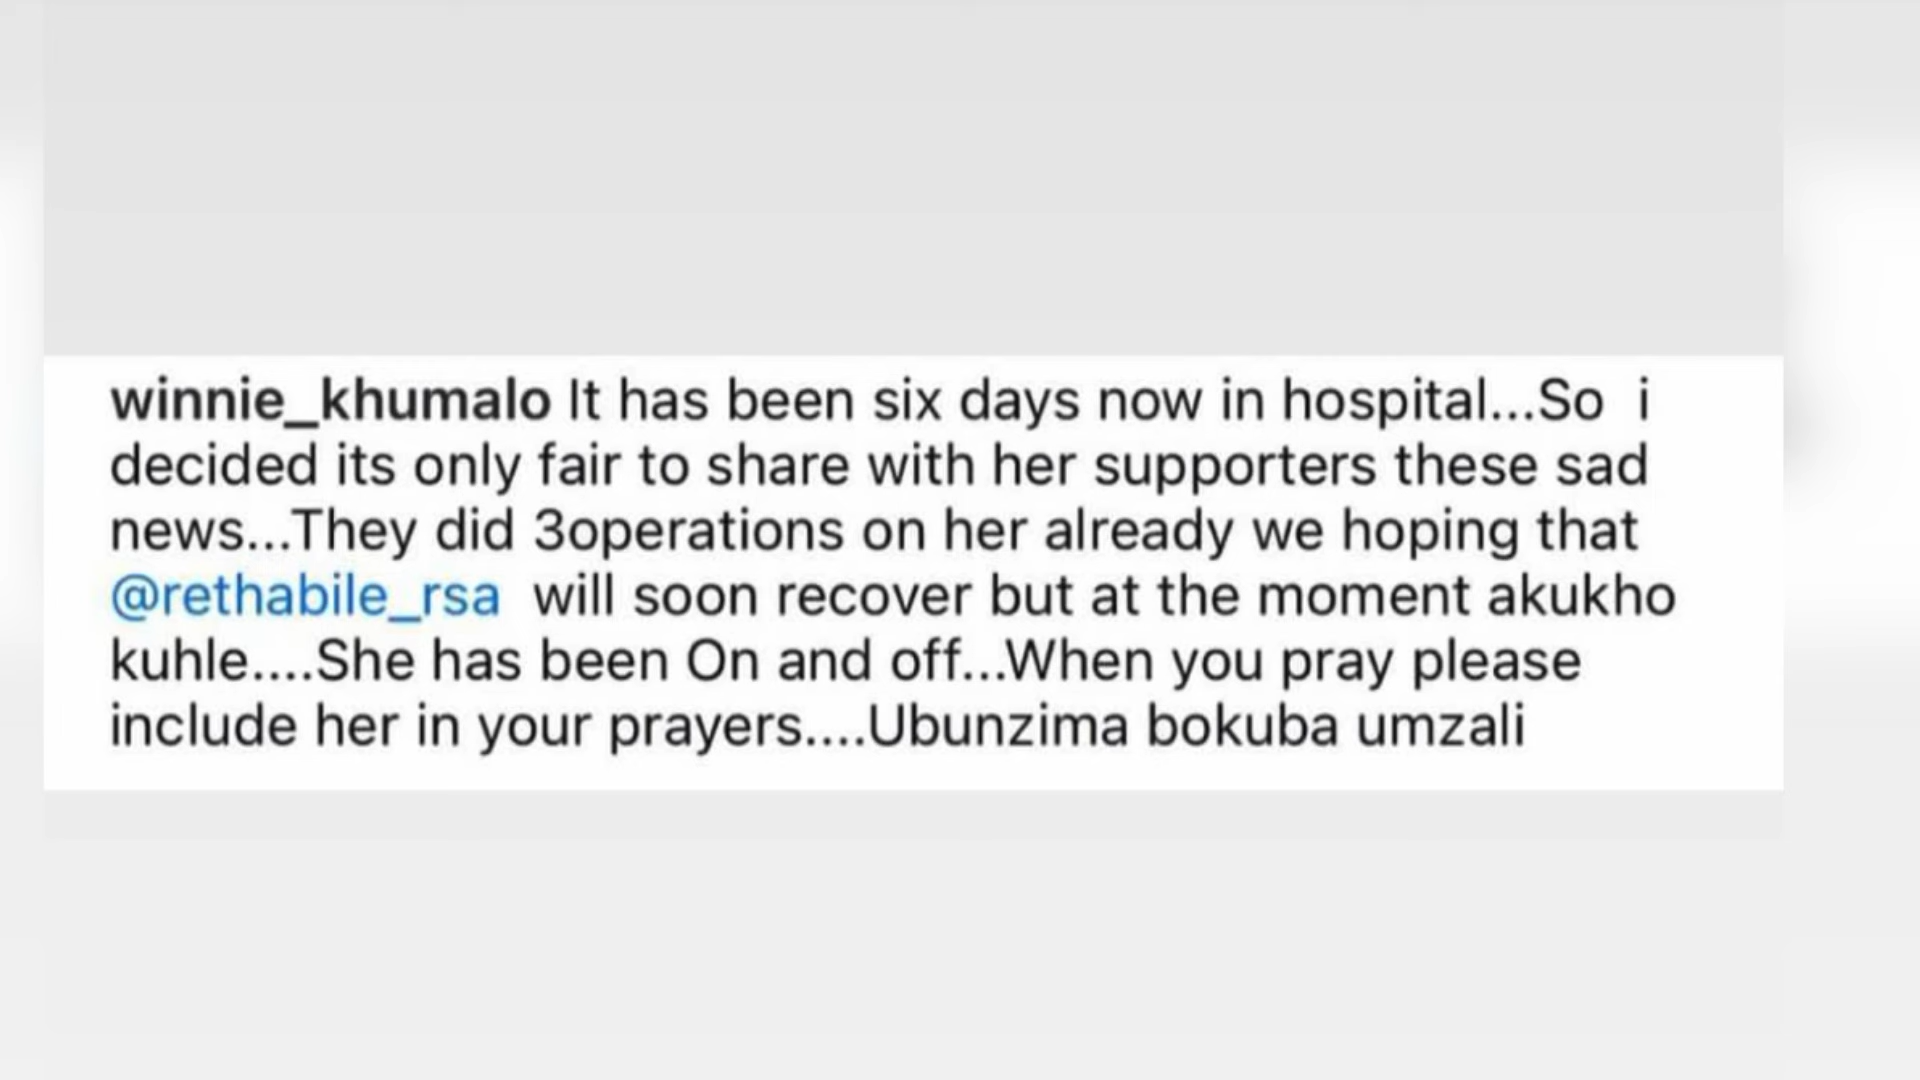 winnie_khumalo It has been six days now in hospital...So i
decided its only fair to share with her supporters these sad
news...They did 3operations on her already we hoping that
@rethabile_rsa will soon recover but at the moment akukho
kuhle....She has been On and off...When you pray please
include her in your prayers....Ubunzima bokuba umzali